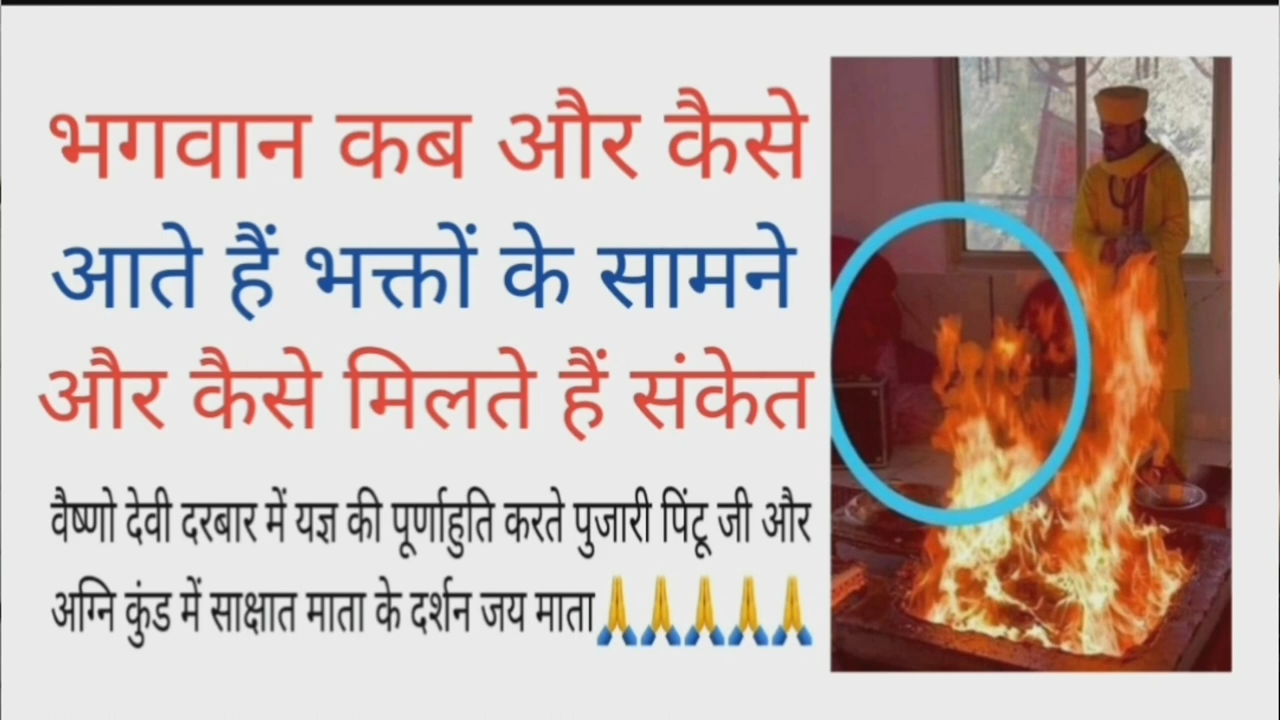 भगवान कब और कैसे
आते हैं भक्तों के सामने
और कैसे मिलते हैं संकेत
वैष्णो देवी दरबार में यज्ञ की पूर्णाहुति करते पुजारी पिंटू जी और
अग्नि कुंड में साक्षात माता के दर्शन जय माता🙏🙏🙏🙏🙏